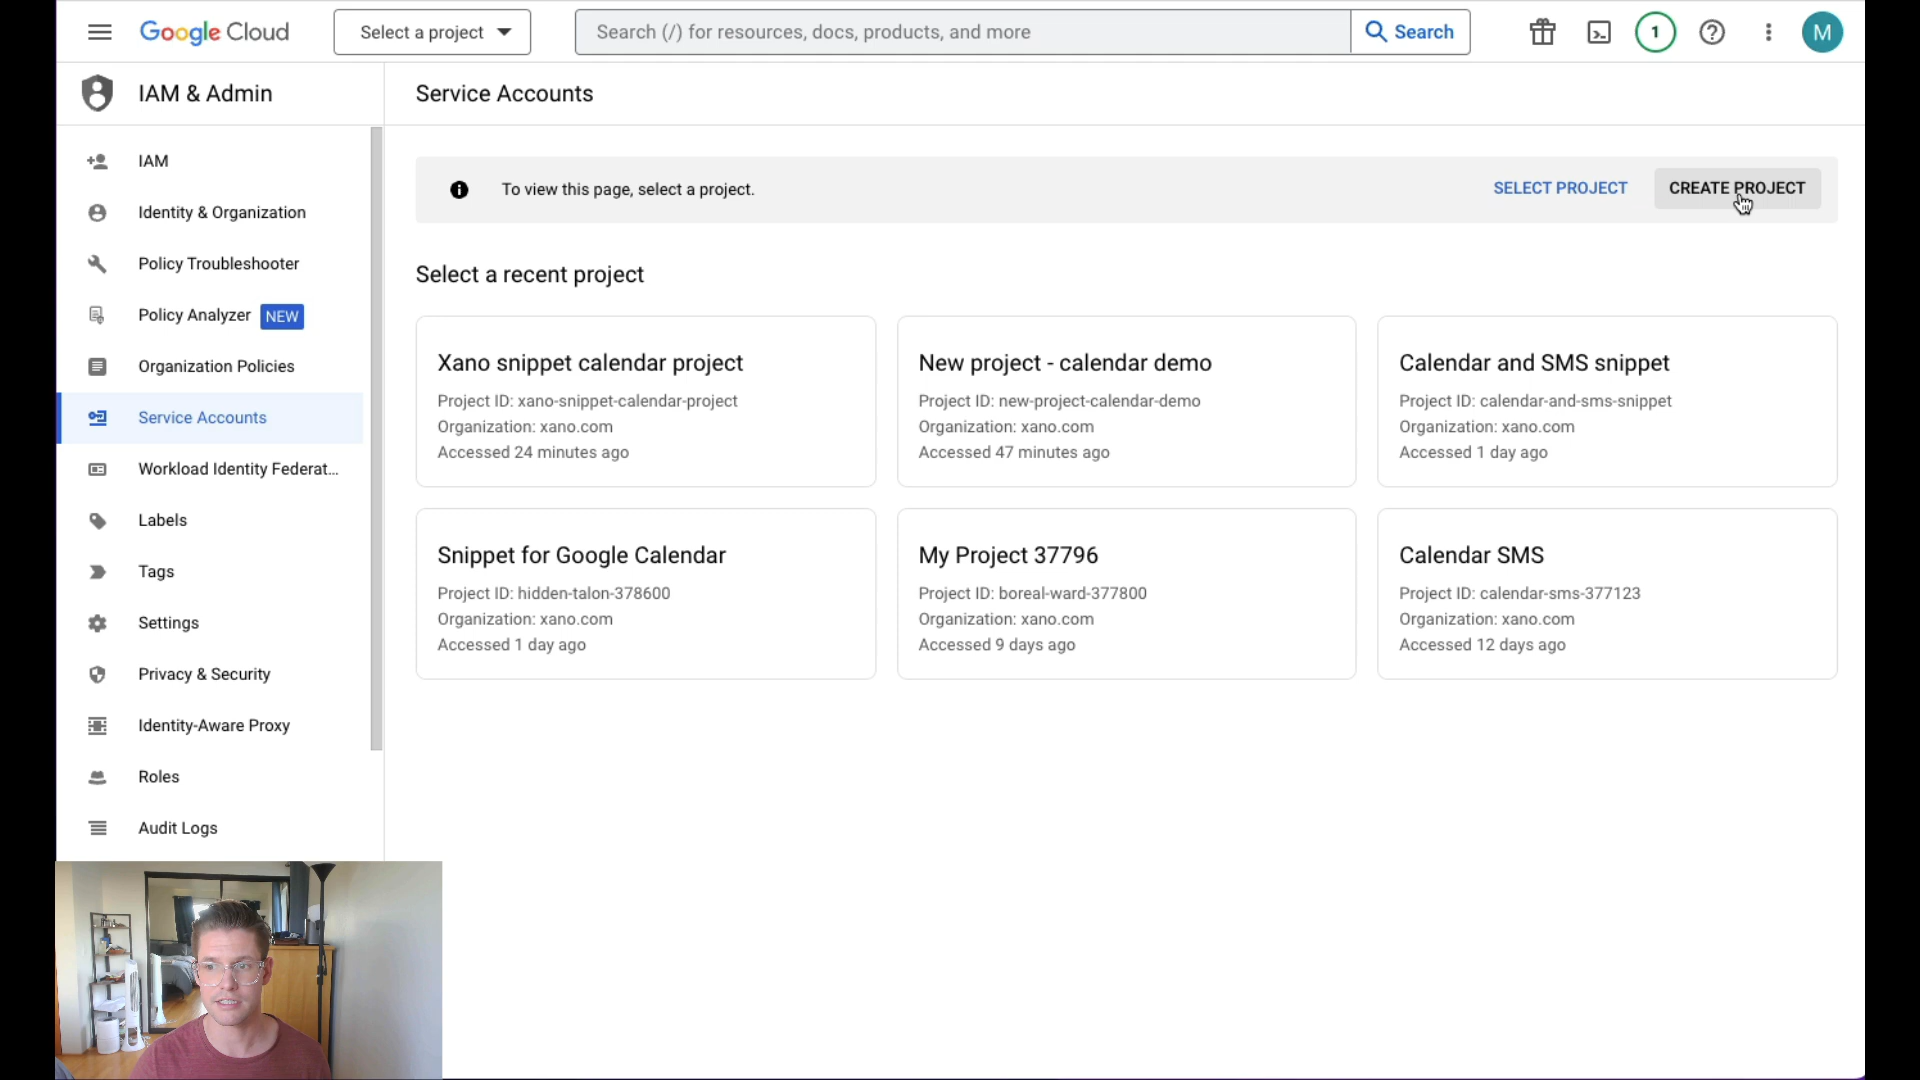 Google Cloud
Select a project
Search (/) for resources, docs, products, and more
Search
1
M
IAM & Admin
Service Accounts
IAM
Identity & Organization
Policy Troubleshooter
Policy Analyzer NEW
Organization Policies
Service Accounts
Workload Identity Federat...
Labels
Tags
Settings
Privacy & Security
Identity-Aware Proxy
Roles
Audit Logs
To view this page, select a project.
SELECT PROJECT
CREATE PROJECT
Select a recent project
Xano snippet calendar project
Project ID: xano-snippet-calendar-project
Organization: xano.com
Accessed 24 minutes ago
New project - calendar demo
Project ID: new-project-calendar-demo
Organization: xano.com
Accessed 47 minutes ago
Calendar and SMS snippet
Project ID: calendar-and-sms-snippet
Organization: xano.com
Accessed 1 day ago
Snippet for Google Calendar
Project ID: hidden-talon-378600
Organization: xano.com
Accessed 1 day ago
My Project 37796
Project ID: boreal-ward-377800
Organization: xano.com
Accessed 9 days ago
Calendar SMS
Project ID: calendar-sms-377123
Organization: xano.com
Accessed 12 days ago